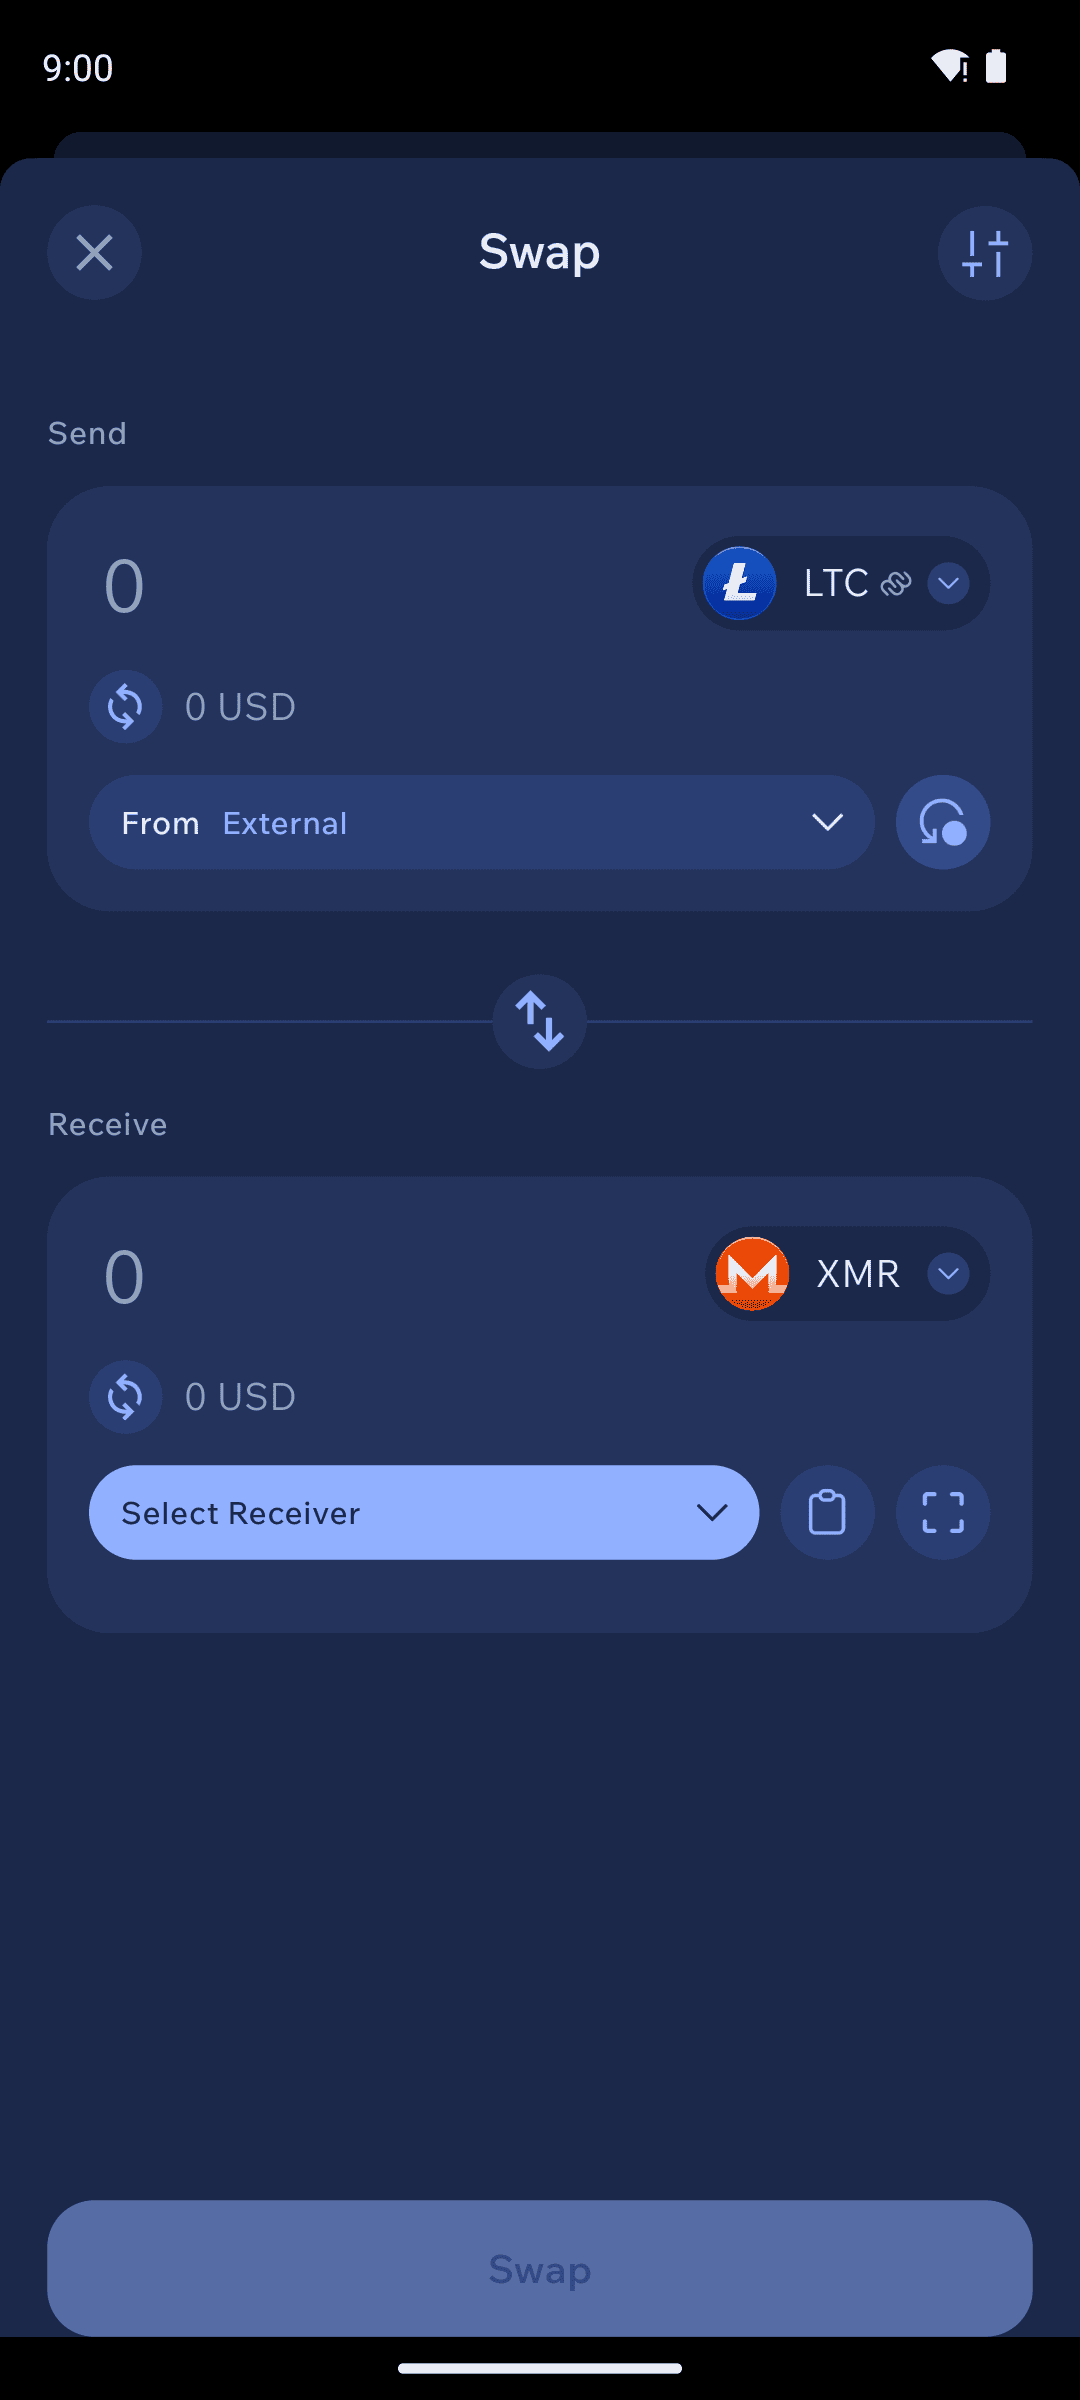 9:00
Swap
Send
0
LTC
0 USD
From External
Receive
0
XMR
0 USD
Select Receiver
Swap